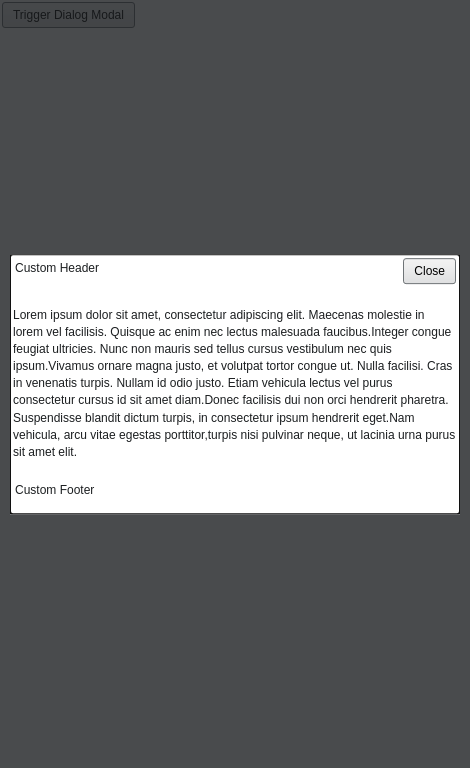 Trigger Dialog Modal
Custom Header
Close
Lorem ipsum dolor sit amet, consectetur adipiscing elit. Maecenas molestie in
lorem vel facilisis. Quisque ac enim nec lectus malesuada faucibus.Integer congue
feugiat ultricies. Nunc non mauris sed tellus cursus vestibulum nec quis
ipsum.Vivamus ornare magna justo, et volutpat tortor congue ut. Nulla facilisi. Cras
in venenatis turpis. Nullam id odio justo. Etiam vehicula lectus vel purus
consectetur cursus id sit amet diam.Donec facilisis dui non orci hendrerit pharetra.
Suspendisse blandit dictum turpis, in consectetur ipsum hendrerit eget.Nam
vehicula, arcu vitae egestas porttitor,turpis nisi pulvinar neque, ut lacinia urna purus
sit amet elit.
Custom Footer